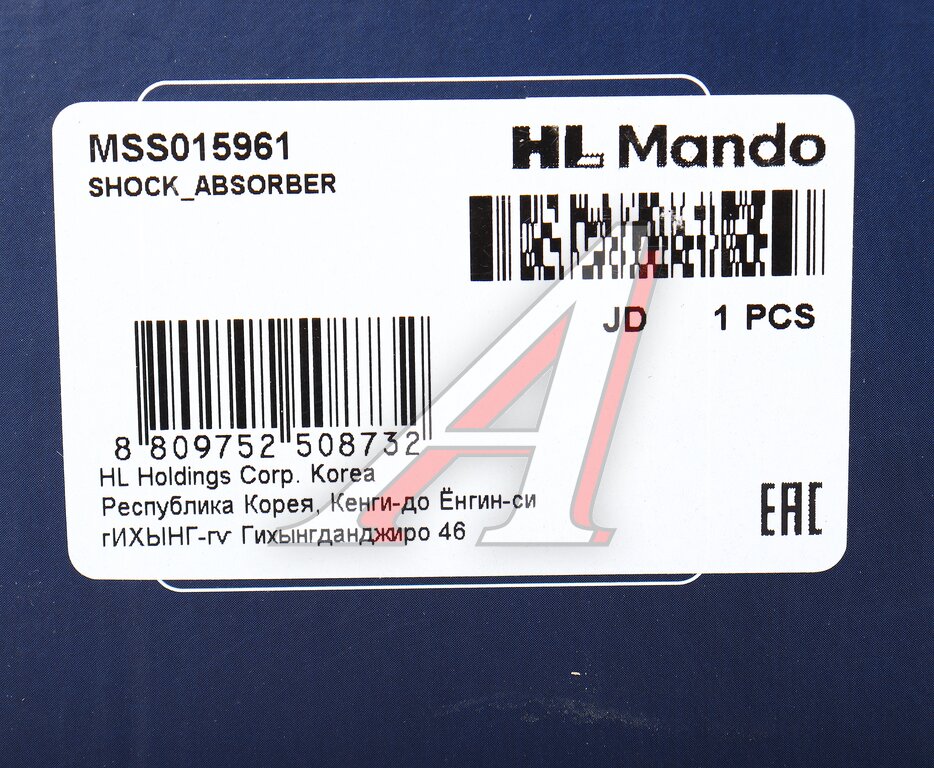 MSS015961
SHOCK_ABSORBER
HL Mando
JD 1 PCS
8 809752 508732
HL Holdings Corp. Korea
Республика Корея, Кенги-до Ёнгин-си
гИХЫНГ-гv Гихынгданджиро 46
EAC